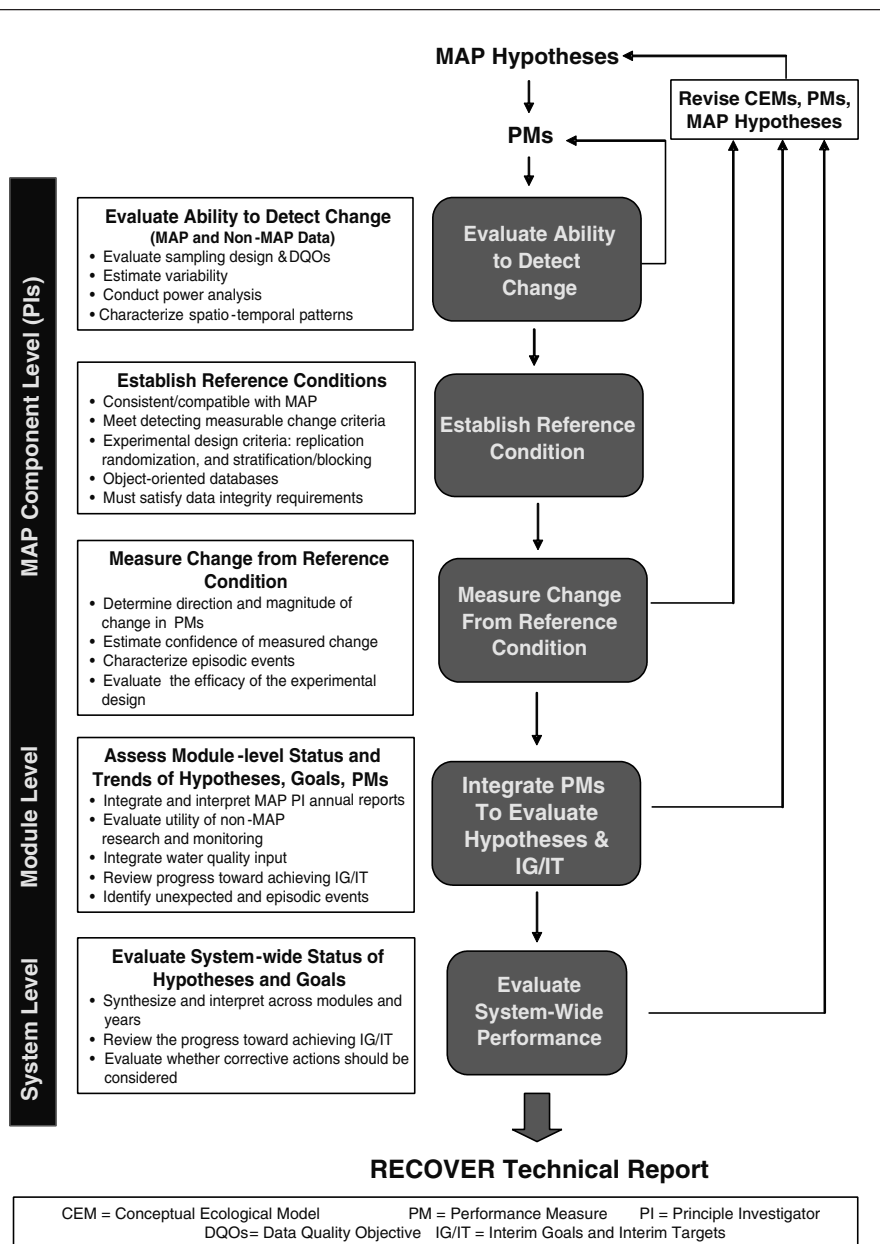 MAP Hypotheses
Revise CEMs, PMs,
MAP Hypotheses
PMs
MAP Component Level (PIs)
Evaluate Ability to Detect Change
(MAP and Non-MAP Data)
• Evaluate sampling design &DQOs
• Estimate variability
• Conduct power analysis
• Characterize spatio-temporal patterns
Evaluate Ability
to Detect
Change
Establish Reference Conditions
• Consistent/compatible with MAP
• Meet detecting measurable change criteria
• Experimental design criteria: replication
randomization, and stratification/blocking
• Object-oriented databases
• Must satisfy data integrity requirements
Establish Reference
Condition
Measure Change from Reference
Condition
• Determine direction and magnitude of
change in PMs
• Estimate confidence of measured change
• Characterize episodic events
• Evaluate the efficacy of the experimental
design
Measure Change
From Reference
Condition
Module Level
Assess Module-level Status and
Trends of Hypotheses, Goals, PMs
• Integrate and interpret MAP PI annual reports
• Evaluate utility of non-MAP
research and monitoring
• Integrate water quality input
• Review progress toward achieving IG/IT
• Identify unexpected and episodic events
Integrate PMs
To Evaluate
Hypotheses &
IG/IT
System Level
Evaluate System-wide Status of
Hypotheses and Goals
• Synthesize and interpret across modules and
years
• Review the progress toward achieving IG/IT
• Evaluate whether corrective actions should be
considered
Evaluate
System-Wide
Performance
RECOVER Technical Report
CEM = Conceptual Ecological Model PM = Performance Measure PI = Principle Investigator
DQOs= Data Quality Objective IG/IT = Interim Goals and Interim Targets